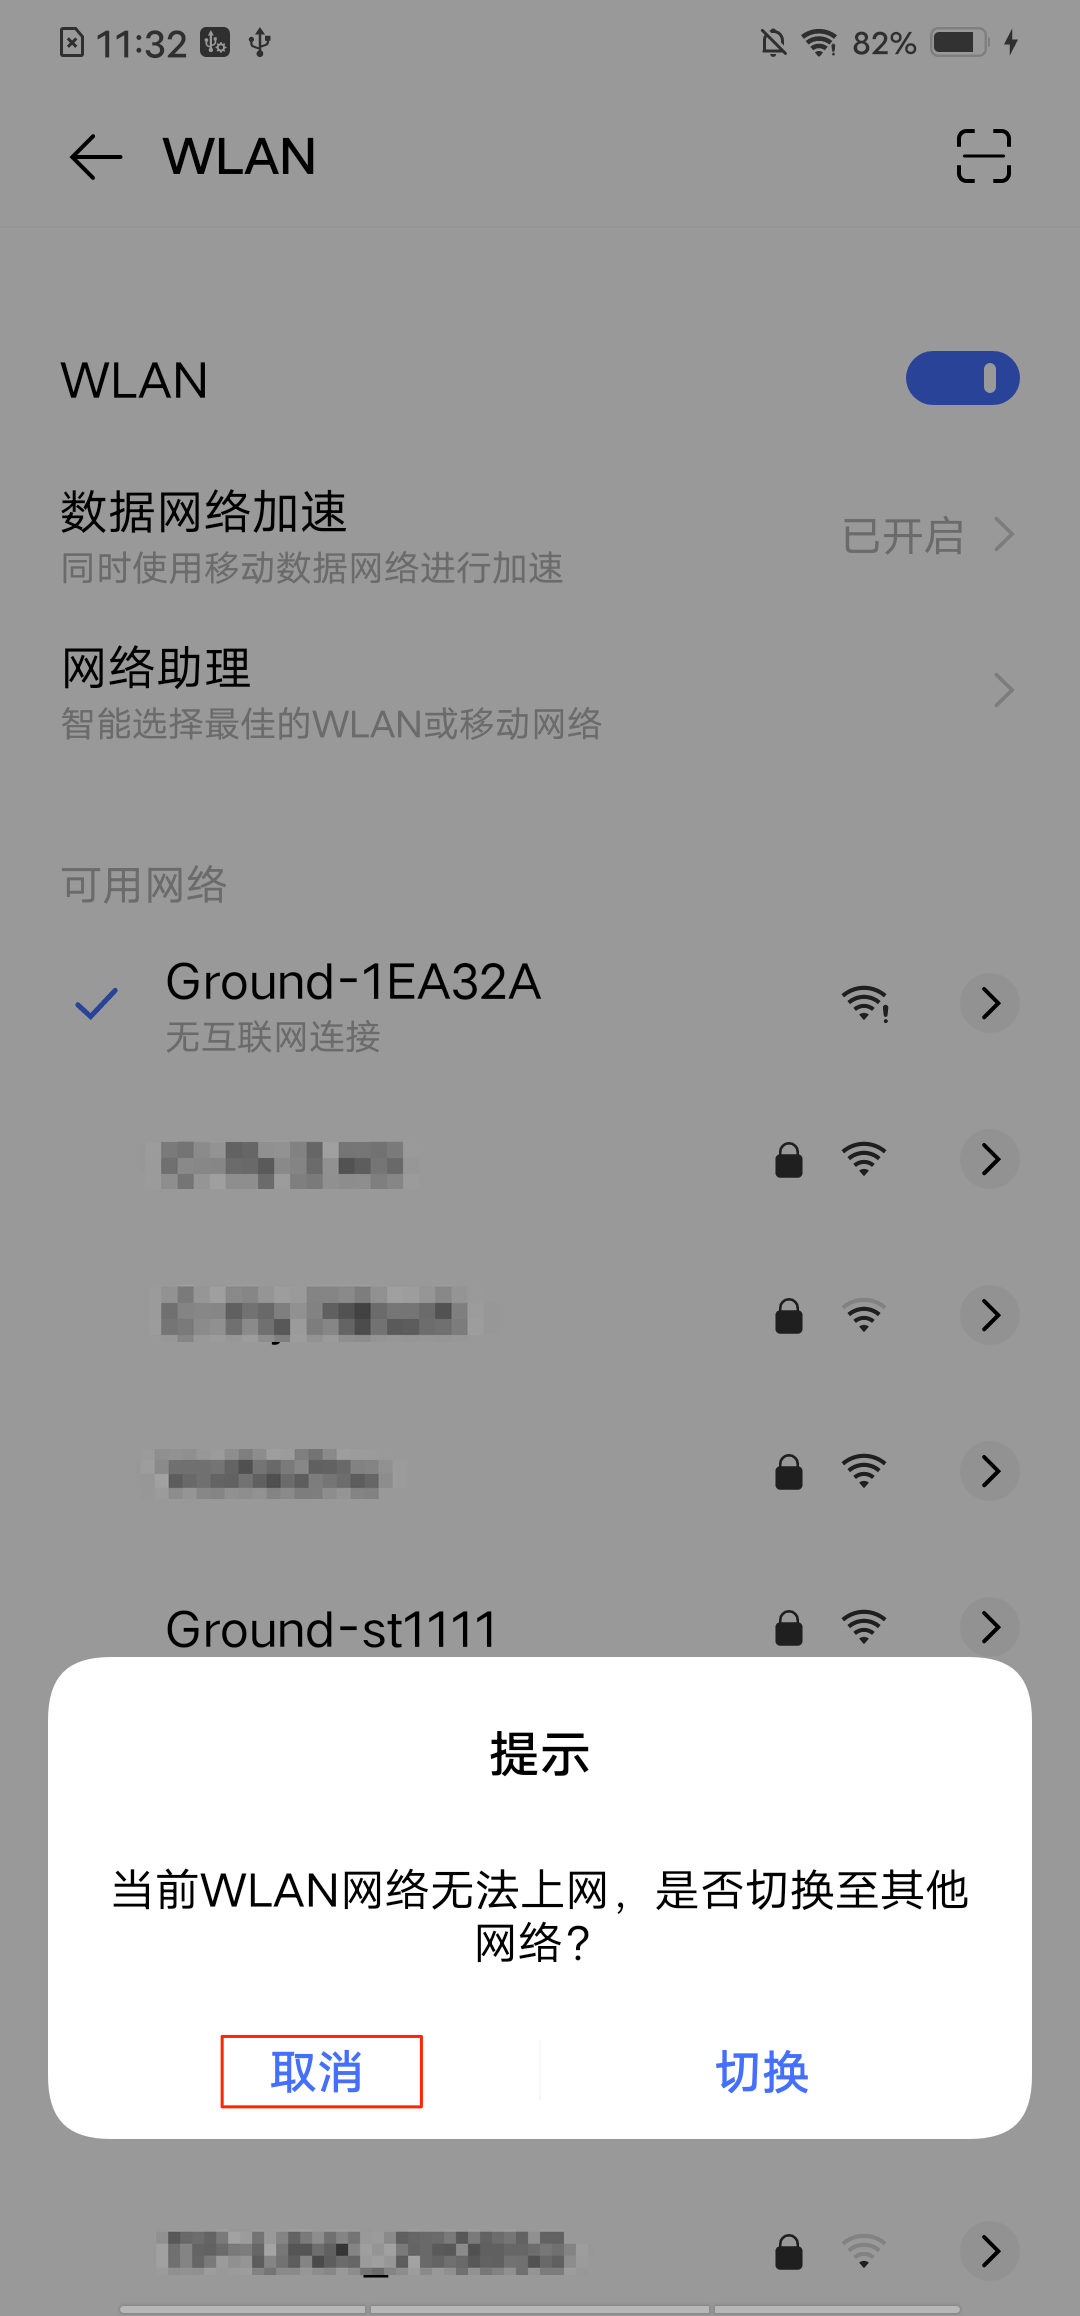 11:32
82%
WLAN
WLAN
数据网络加速
同时使用移动数据网络进行加速
已开启
网络助理
智能选择最佳的WLAN或移动网络
可用网络
Ground-1EA32A
无互联网连接
Ground-st1111
提示
当前WLAN网络无法上网，是否切换至其他
网络？
取消
切换